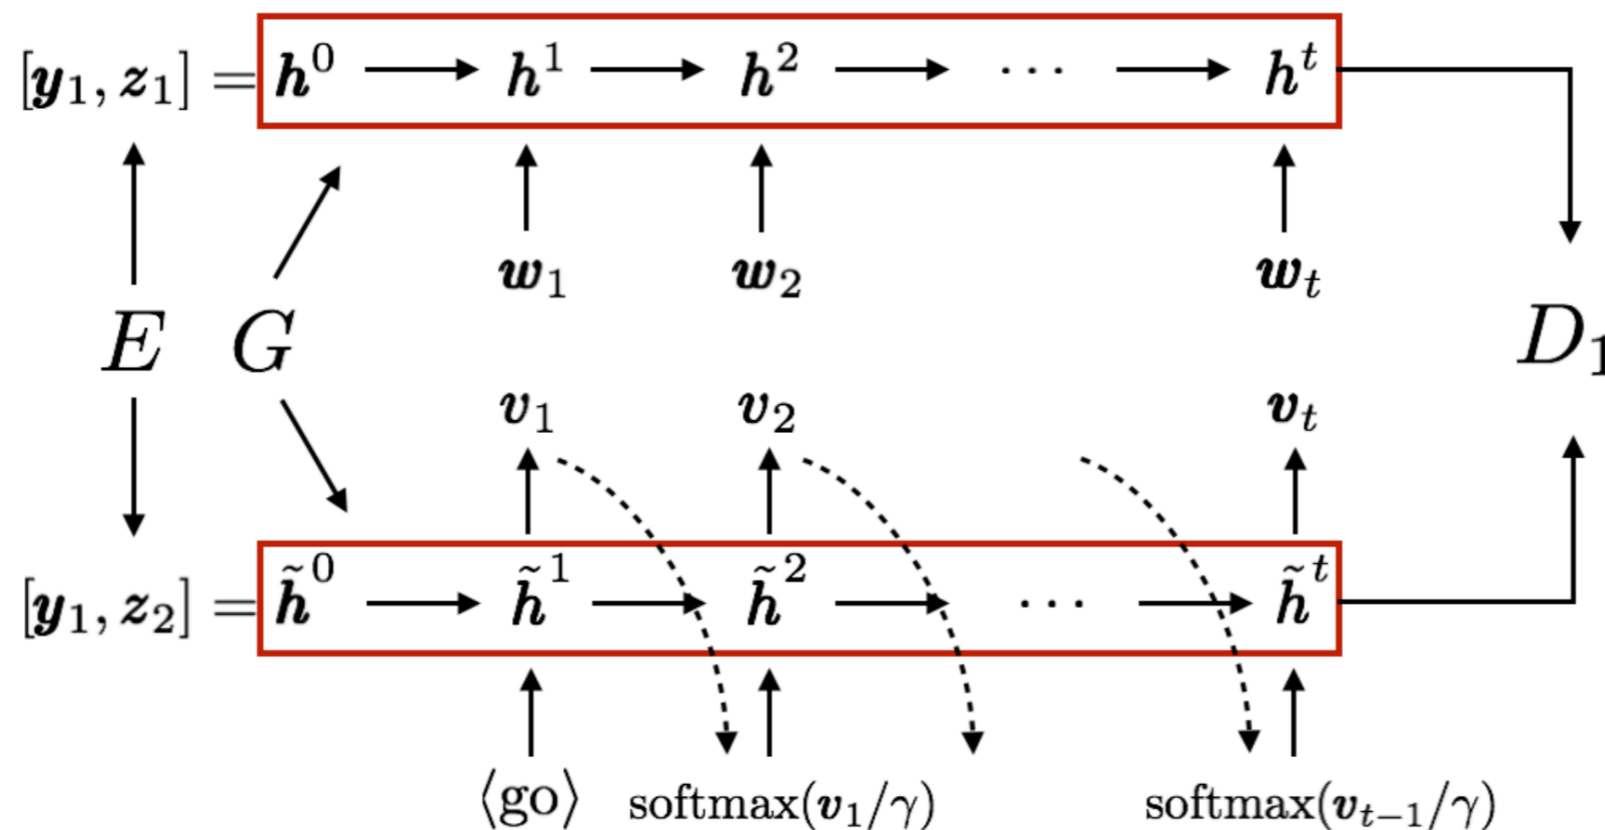 [y₁, z₁] = h⁰ → h¹ → h² → ⋯ → hᵗ
w₁ w₂ wₜ
E G D₁
v₁ v₂ vₜ
[y₁, z₂] = h̃⁰ → h̃¹ → h̃² → ⋯ → h̃ᵗ
⟨go⟩ softmax(v₁/γ) softmax(vₜ₋₁/γ)